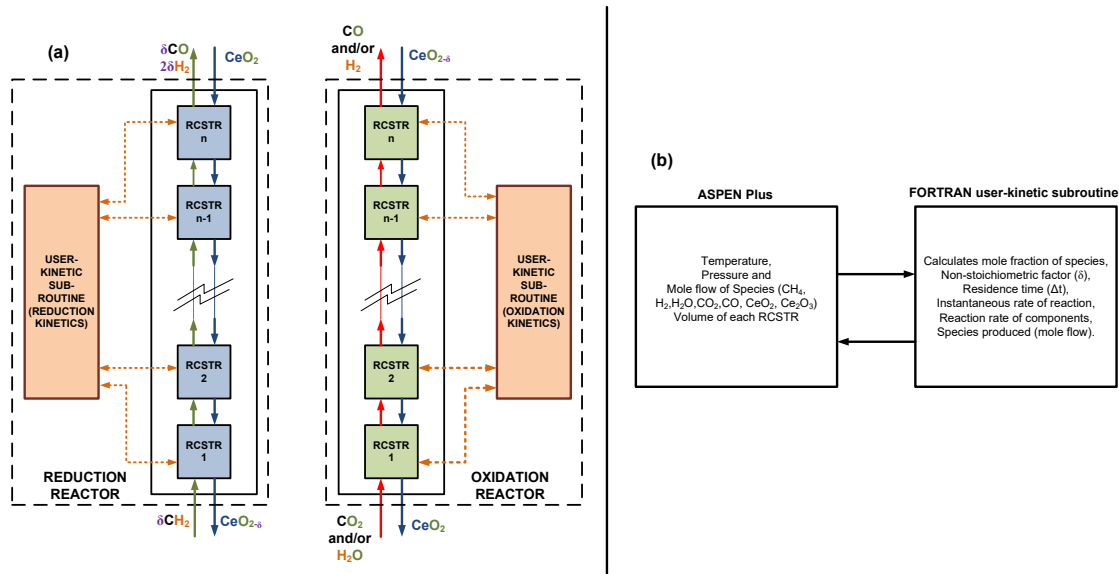 (a)
δCO
2δH₂
CeO₂
RCSTR
n
RCSTR
n-1
RCSTR
2
RCSTR
1
USER-
KINETIC
SUB-
ROUTINE
(REDUCTION
KINETICS)
REDUCTION
REACTOR
δCH₂
CeO₂₋δ
CO
and/or
H₂
CeO₂₋δ
RCSTR
n
RCSTR
n-1
RCSTR
2
RCSTR
1
USER-
KINETIC
SUB-
ROUTINE
(OXIDATION
KINETICS)
OXIDATION
REACTOR
CO₂
and/or
H₂O
CeO₂
(b)
ASPEN Plus
Temperature,
Pressure and
Mole flow of Species (CH₄,
H₂,H₂O,CO₂,CO, CeO₂, Ce₂O₃)
Volume of each RCSTR
FORTRAN user-kinetic subroutine
Calculates mole fraction of species,
Non-stoichiometric factor (δ),
Residence time (Δt),
Instantaneous rate of reaction,
Reaction rate of components,
Species produced (mole flow).